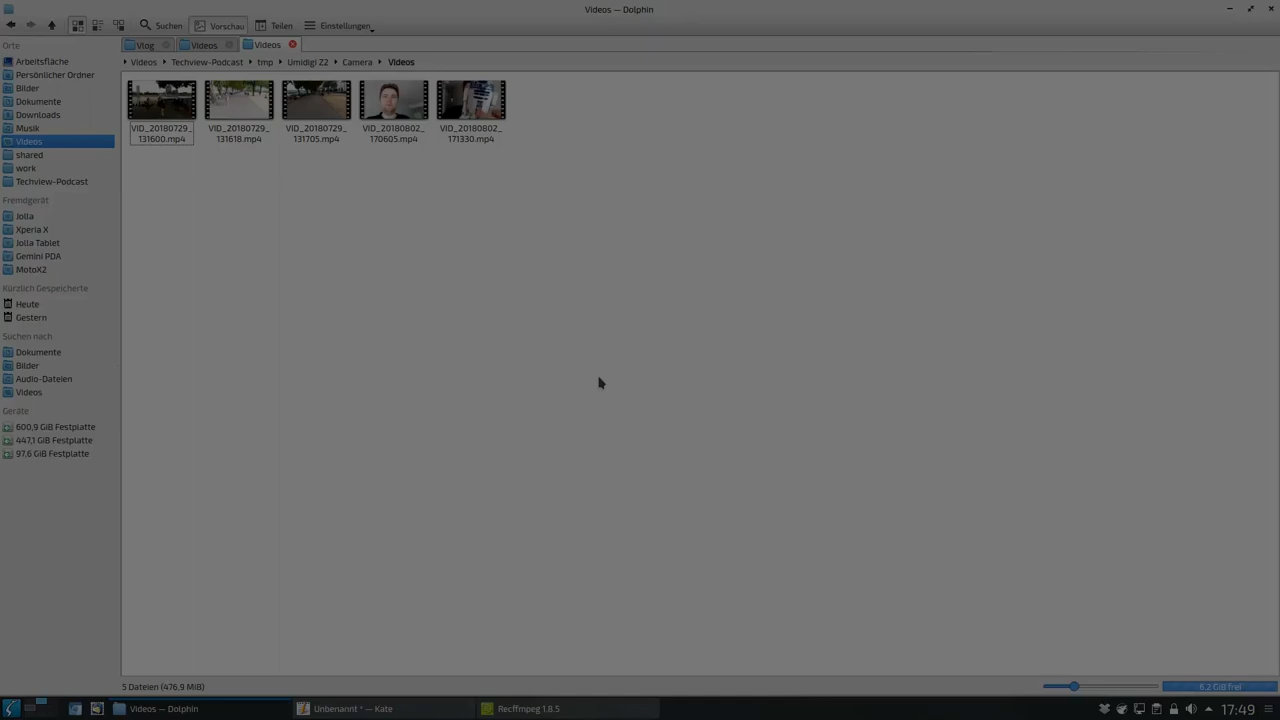 Videos — Dolphin
Suchen
Vorschau
Teilen
Einstellungen
Orte
Arbeitsfläche
Persönlicher Ordner
Bilder
Dokumente
Downloads
Musik
Videos
shared
work
Techview-Podcast
Fremdgerät
Jolla
Xperia X
Jolla Tablet
Gemini PDA
MotoX2
Kürzlich Gespeicherte
Heute
Gestern
Suchen nach
Dokumente
Bilder
Audio-Dateien
Videos
Geräte
600,9 GiB Festplatte
447,1 GiB Festplatte
97,6 GiB Festplatte
Vlog
Videos
Videos
Videos Techview-Podcast tmp Umidigi Z2 Camera Videos
VID_20180729_
131600.mp4
VID_20180729_
131618.mp4
VID_20180729_
131705.mp4
VID_20180802_
170605.mp4
VID_20180802_
171330.mp4
5 Dateien (476,9 MiB)
6,2 GiB frei
Videos — Dolphin
Unbenannt * — Kate
Recffmpeg 1.8.5
17:49